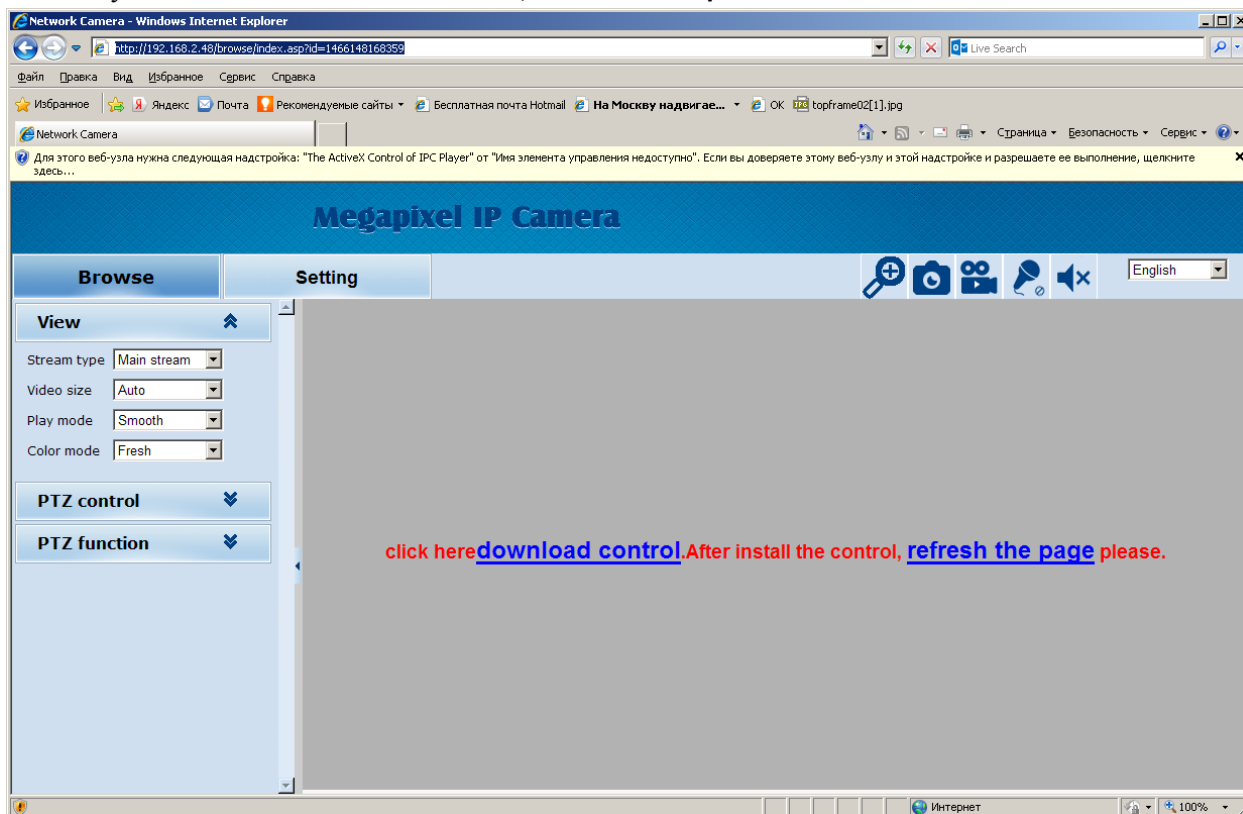 Network Camera - Windows Internet Explorer
http://192.168.2.48/browse/index.asp?id=1466148168359
Live Search
Файл Правка Вид Избранное Сервис Справка
Избранное Яндекс Почта Рекомендуемые сайты Бесплатная почта Hotmail На Москву надвигае... ОК topframe02[1].jpg
Network Camera
Страница Безопасность Сервис
Для этого веб-узла нужна следующая надстройка: "The ActiveX Control of IPC Player" от "Имя элемента управления недоступно". Если вы доверяете этому веб-узлу и этой надстройке и разрешаете ее выполнение, щелкните
здесь...
Megapixel IP Camera
Browse Setting
English
View
Stream type Main stream
Video size Auto
Play mode Smooth
Color mode Fresh
PTZ control
PTZ function
click heredownload control.After install the control, refresh the page please.
Интернет
100%